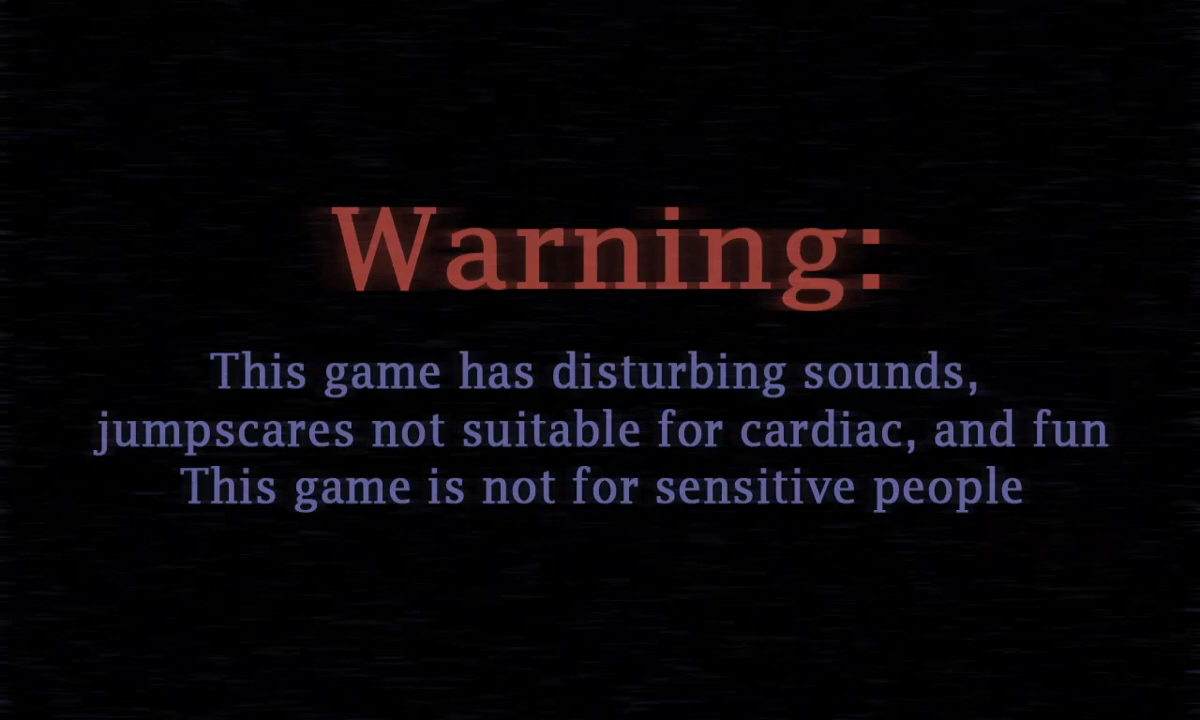 Warning:
This game has disturbing sounds,
jumpscares not suitable for cardiac, and fun
This game is not for sensitive people